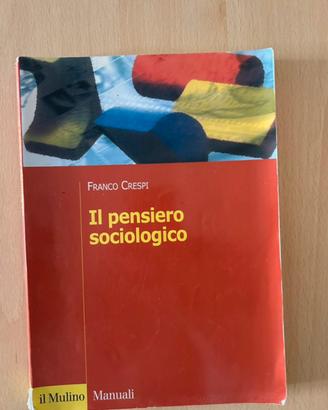 Franco Crespi
Il pensiero
sociologico
il Mulino Manuali